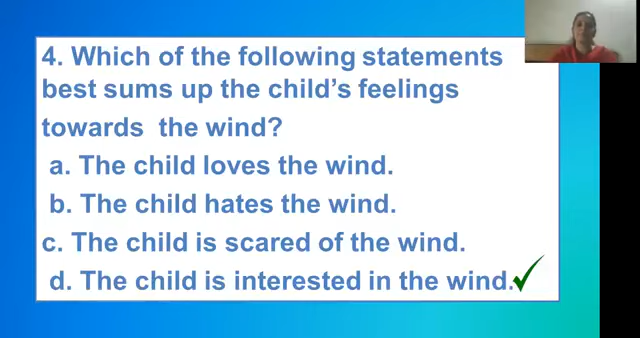 4. Which of the following statements
best sums up the child's feelings
towards the wind?
a. The child loves the wind.
b. The child hates the wind.
c. The child is scared of the wind.
d. The child is interested in the wind.